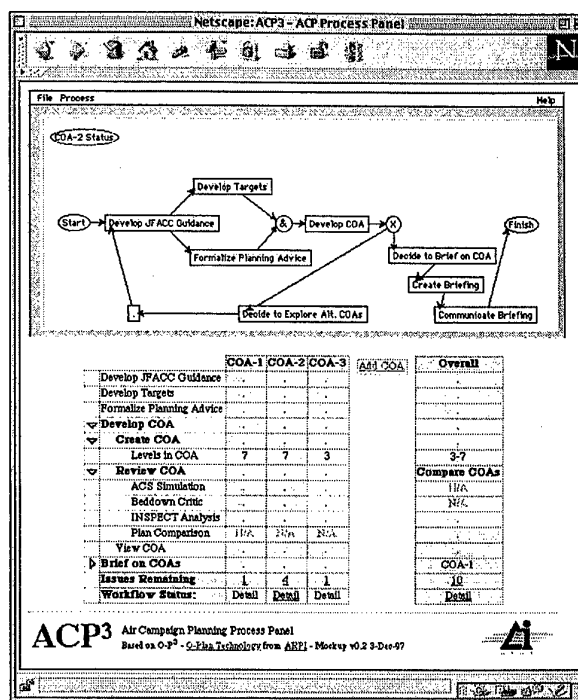 Netscape: ACP3 - ACP Process Panel
N
File Process Help
COA-2 Status
Develop Targets
Start Develop JFACC Guidance & Develop COA X Finish
Formalize Planning Advice Decide to Brief on COA
Create Briefing
. Decide to Explore Alt. COAs Communicate Briefing
COA-1 COA-2 COA-3 Add COA Overall
Develop JFACC Guidance . . . .
Develop Targets . . . .
Formalize Planning Advice . . . .
Develop COA . . . .
Create COA . . . .
Levels in COA 7 7 3 3-7
Review COA . . . Compare COAs
ACS Simulation . . . N/A
Beddown Critic . . . N/A
INSPECT Analysis . . . .
Plan Comparison N/A N/A N/A .
View COA . . . .
Brief on COAs . . . COA-1
Issues Remaining 1 4 1 10
Workflow Status: Detail Detail Detail Detail
ACP3 Air Campaign Planning Process Panel
Based on O-P3 - O-Plan Technology from ARPI - Mockup v0.2 3-Dec-97